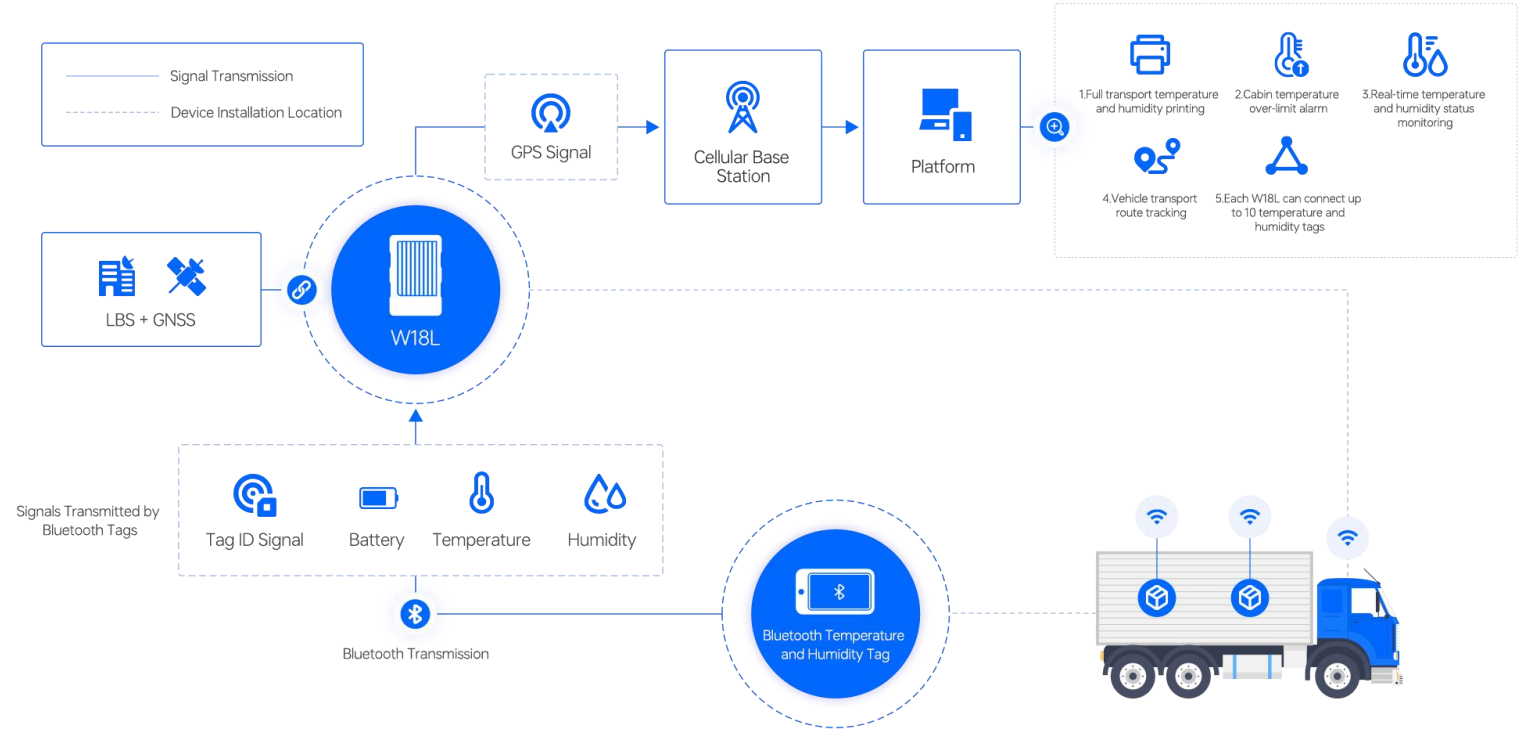 Signal Transmission
Device Installation Location
GPS Signal
Cellular Base
Station
Platform
1.Full transport temperature
and humidity printing
2.Cabin temperature
over-limit alarm
3.Real-time temperature
and humidity status
monitoring
4.Vehicle transport
route tracking
5.Each W18L can connect up
to 10 temperature and
humidity tags
LBS + GNSS
W18L
Signals Transmitted by
Bluetooth Tags
Tag ID Signal
Battery
Temperature
Humidity
Bluetooth Transmission
Bluetooth Temperature
and Humidity Tag